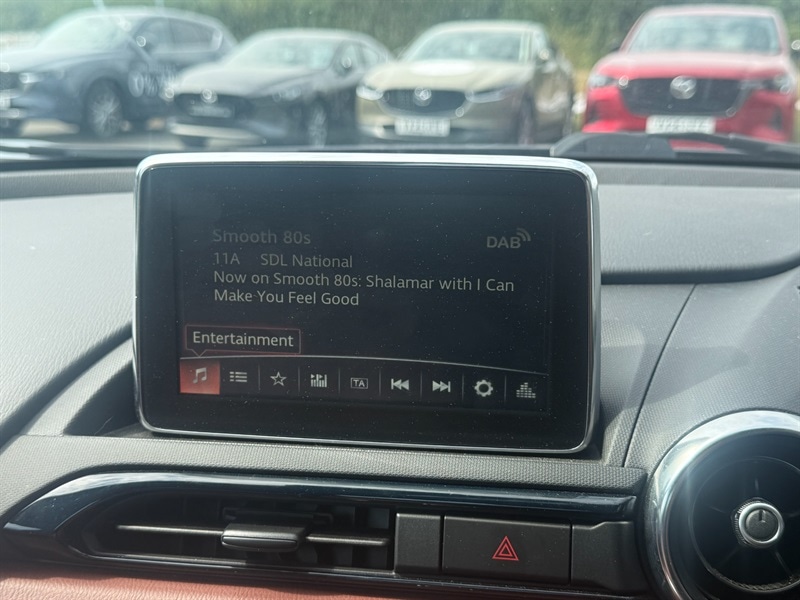 Smooth 80s
DAB
11A SDL National
Now on Smooth 80s: Shalamar with I Can
Make You Feel Good
Entertainment
TA